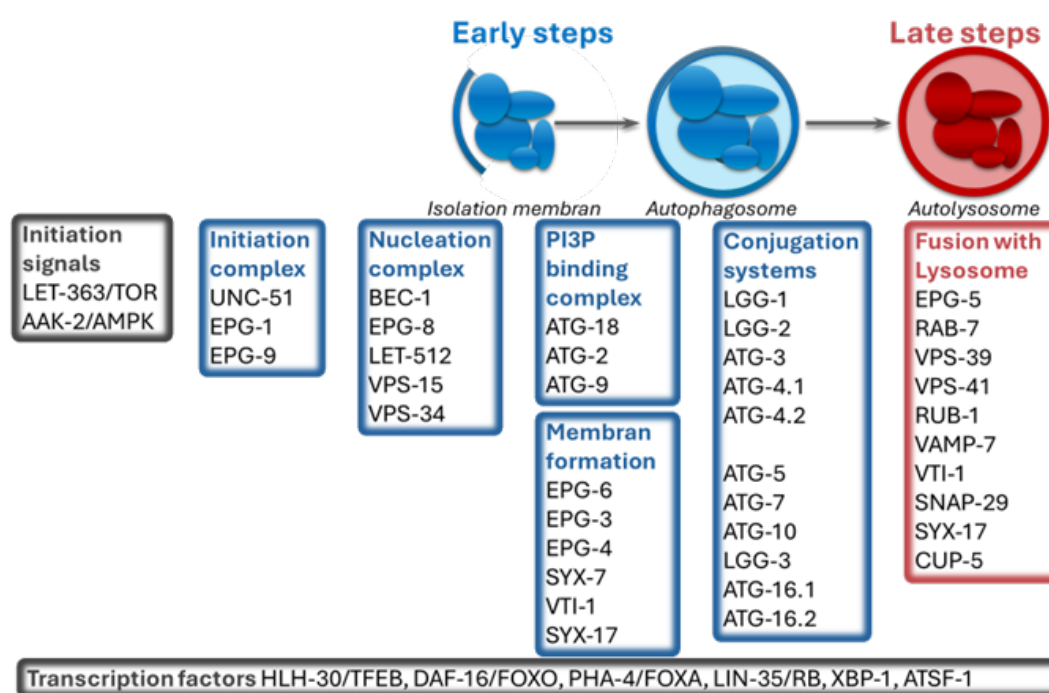 Early steps
Late steps
Isolation membran
Autophagosome
Autolysosome
Initiation
signals
LET-363/TOR
AAK-2/AMPK
Initiation
complex
UNC-51
EPG-1
EPG-9
Nucleation
complex
BEC-1
EPG-8
LET-512
VPS-15
VPS-34
PI3P
binding
complex
ATG-18
ATG-2
ATG-9
Membran
formation
EPG-6
EPG-3
EPG-4
SYX-7
VTI-1
SYX-17
Conjugation
systems
LGG-1
LGG-2
ATG-3
ATG-4.1
ATG-4.2
ATG-5
ATG-7
ATG-10
LGG-3
ATG-16.1
ATG-16.2
Fusion with
Lysosome
EPG-5
RAB-7
VPS-39
VPS-41
RUB-1
VAMP-7
VTI-1
SNAP-29
SYX-17
CUP-5
Transcription factors HLH-30/TFEB, DAF-16/FOXO, PHA-4/FOXA, LIN-35/RB, XBP-1, ATSF-1